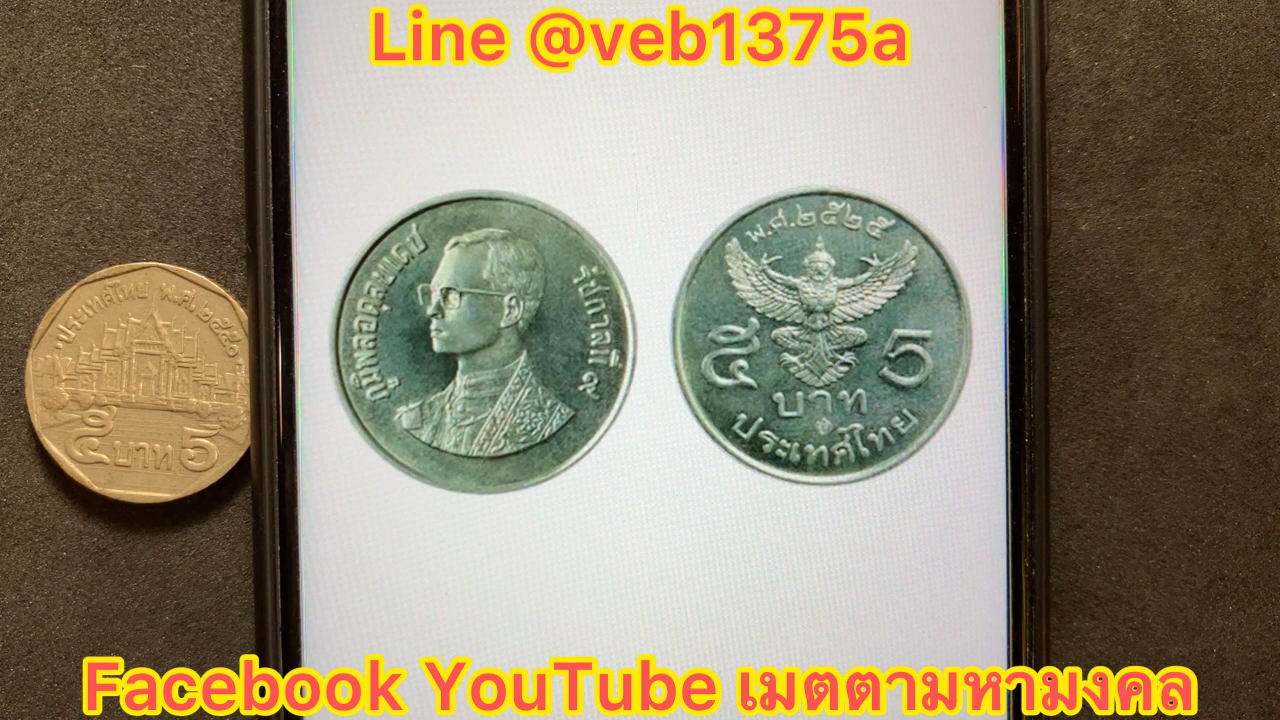 Line @veb1375a
ประเทศไทย พ.ศ.๒๕๕๐
๕ บาท 5
ภูมิพลอดุลยเดช
รัชกาลที่ ๙
พ.ศ.๒๕๒๕
๕ 5
บาท
ประเทศไทย
Facebook YouTube เมตตามหามงคล